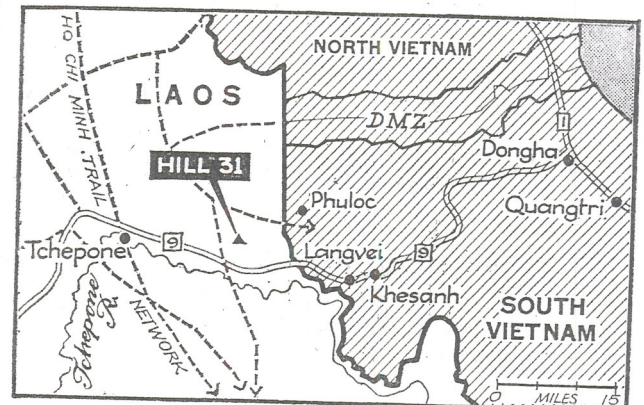 HO CHI MINH TRAIL
NETWORK
LAOS
NORTH VIETNAM
DMZ
1
HILL 31
Dongha
Phuloc
Quangtri
Tchepone
9
Langvei
9
Khesanh
Tchepone R.
SOUTH
VIETNAM
0 MILES 15